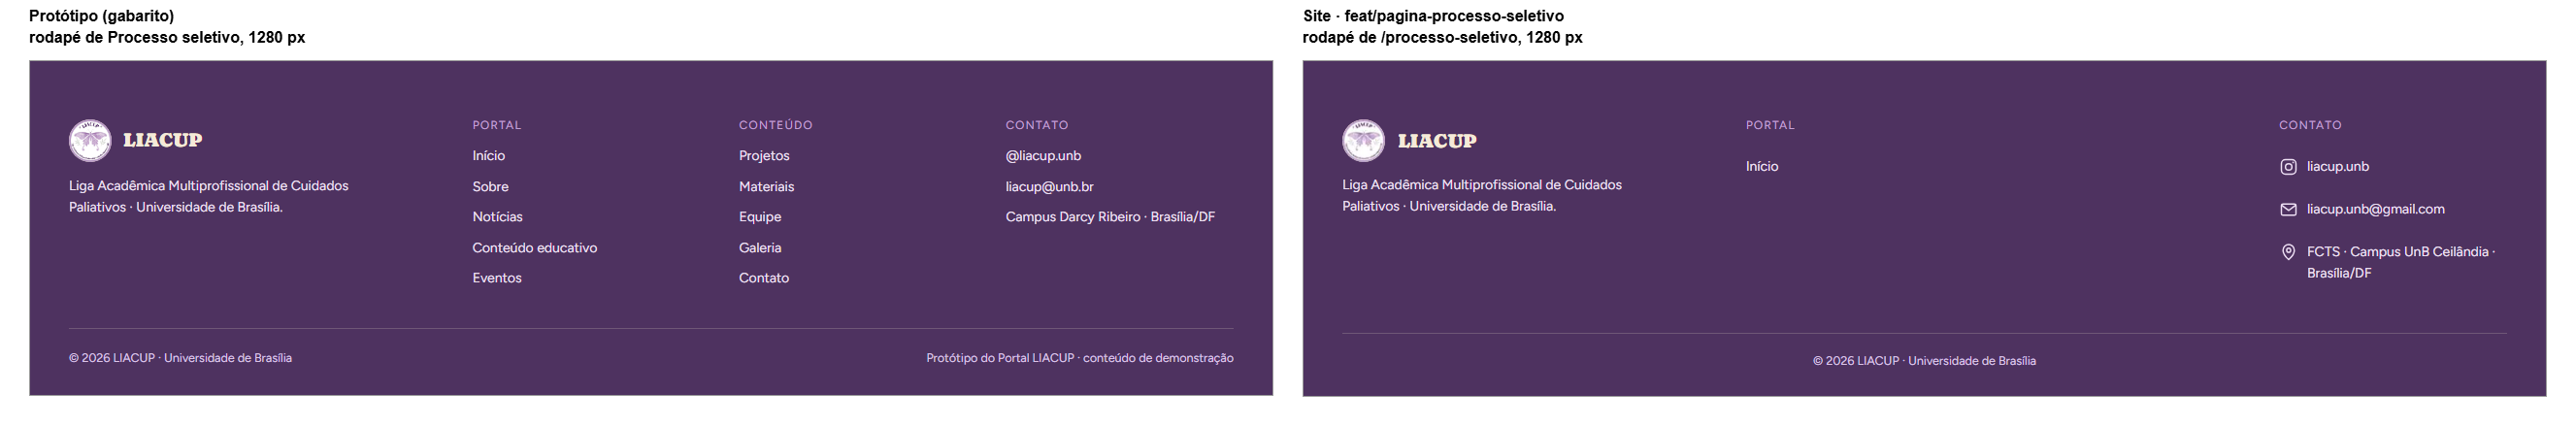 Protótipo (gabarito)
rodapé de Processo seletivo, 1280 px
LIACUP
LIACUP
Liga Acadêmica Multiprofissional de Cuidados
Paliativos · Universidade de Brasília.
PORTAL
Início
Sobre
Notícias
Conteúdo educativo
Eventos
CONTEÚDO
Projetos
Materiais
Equipe
Galeria
Contato
CONTATO
@liacup.unb
liacup@unb.br
Campus Darcy Ribeiro · Brasília/DF
© 2026 LIACUP · Universidade de Brasília
Protótipo do Portal LIACUP · conteúdo de demonstração
Site · feat/pagina-processo-seletivo
rodapé de /processo-seletivo, 1280 px
LIACUP
LIACUP
Liga Acadêmica Multiprofissional de Cuidados
Paliativos · Universidade de Brasília.
PORTAL
Início
CONTATO
liacup.unb
liacup.unb@gmail.com
FCTS · Campus UnB Ceilândia ·
Brasília/DF
© 2026 LIACUP · Universidade de Brasília